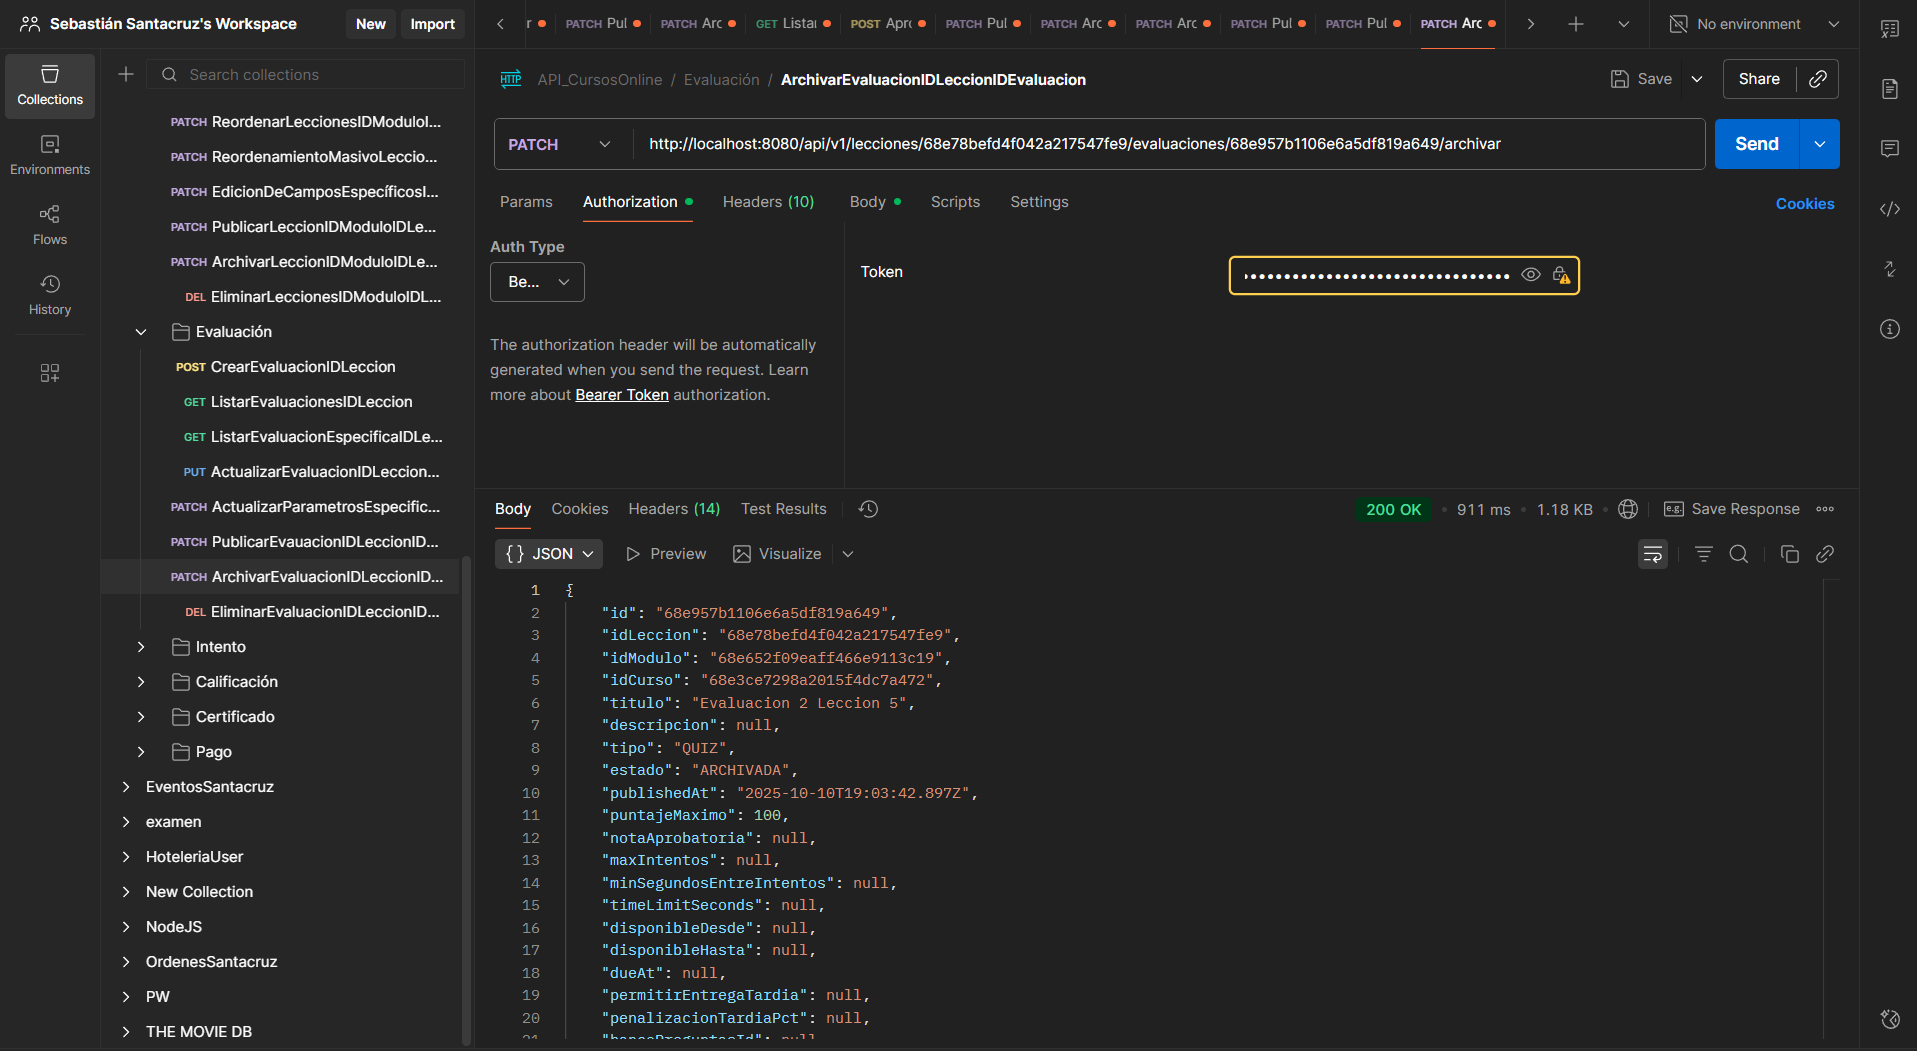 Sebastián Santacruz's Workspace
New
Import
PATCH Pul
PATCH Arc
GET Listar
POST Apro
PATCH Pul
PATCH Arc
PATCH Arc
PATCH Pul
PATCH Pul
PATCH Arc
No environment
Collections
Environments
Flows
History
Search collections
PATCH ReordenarLeccionesIDModuloI...
PATCH ReordenamientoMasivoLeccio...
PATCH EdicionDeCamposEspecíficosI...
PATCH PublicarLeccionIDModuloIDLe...
PATCH ArchivarLeccionIDModuloIDLe...
DEL EliminarLeccionesIDModuloIDL...
Evaluación
POST CrearEvaluacionIDLeccion
GET ListarEvaluacionesIDLeccion
GET ListarEvaluacionEspecificaIDLe...
PUT ActualizarEvaluacionIDLeccion...
PATCH ActualizarParametrosEspecific...
PATCH PublicarEvauacionIDLeccionID...
PATCH ArchivarEvaluacionIDLeccionID...
DEL EliminarEvaluacionIDLeccionID...
Intento
Calificación
Certificado
Pago
EventosSantacruz
examen
HoteleriaUser
New Collection
NodeJS
OrdenesSantacruz
PW
THE MOVIE DB
HTTP API_CursosOnline / Evaluación / ArchivarEvaluacionIDLeccionIDEvaluacion
Save
Share
PATCH
http://localhost:8080/api/v1/lecciones/68e78befd4f042a217547fe9/evaluaciones/68e957b1106e6a5df819a649/archivar
Send
Params
Authorization
Headers (10)
Body
Scripts
Settings
Cookies
Auth Type
Be...
The authorization header will be automatically
generated when you send the request. Learn
more about Bearer Token authorization.
Token
Body
Cookies
Headers (14)
Test Results
200 OK
911 ms
1.18 KB
e.g. Save Response
{} JSON
Preview
Visualize
1 {
2 "id": "68e957b1106e6a5df819a649",
3 "idLeccion": "68e78befd4f042a217547fe9",
4 "idModulo": "68e652f09eaff466e9113c19",
5 "idCurso": "68e3ce7298a2015f4dc7a472",
6 "titulo": "Evaluacion 2 Leccion 5",
7 "descripcion": null,
8 "tipo": "QUIZ",
9 "estado": "ARCHIVADA",
10 "publishedAt": "2025-10-10T19:03:42.897Z",
11 "puntajeMaximo": 100,
12 "notaAprobatoria": null,
13 "maxIntentos": null,
14 "minSegundosEntreIntentos": null,
15 "timeLimitSeconds": null,
16 "disponibleDesde": null,
17 "disponibleHasta": null,
18 "dueAt": null,
19 "permitirEntregaTardia": null,
20 "penalizacionTardiaPct": null,